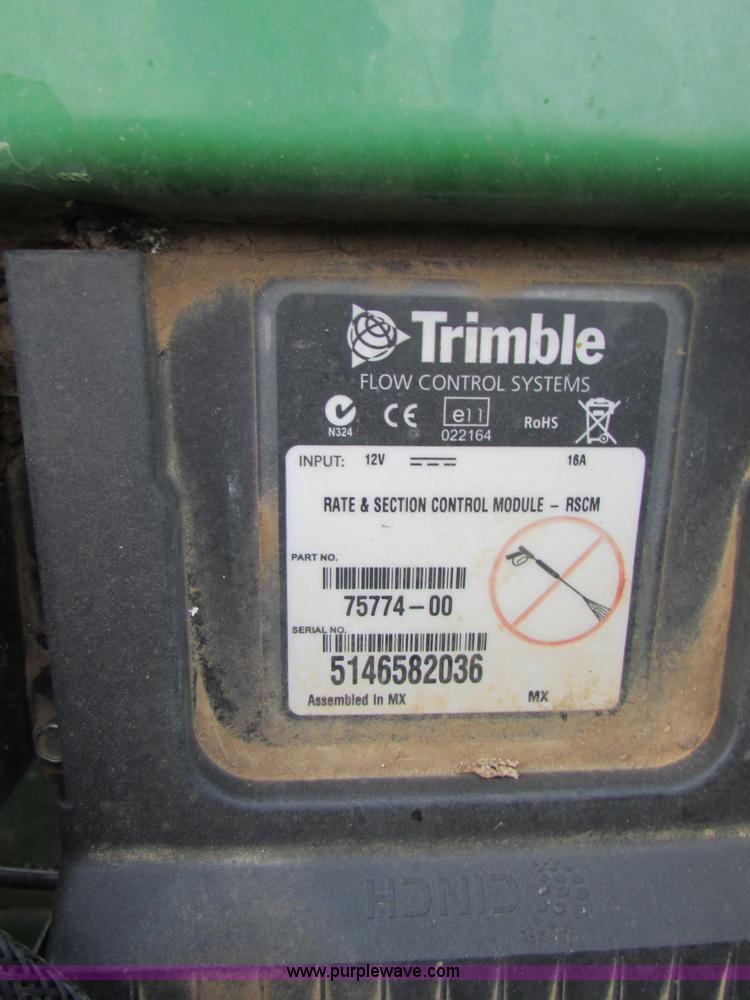 Trimble
FLOW CONTROL SYSTEMS
N324 CE e11 022164 RoHS
INPUT: 12V 16A
RATE & SECTION CONTROL MODULE - RSCM
PART NO.
75774-00
SERIAL NO.
5146582036
Assembled in MX MX
CINCH
www.purplewave.com